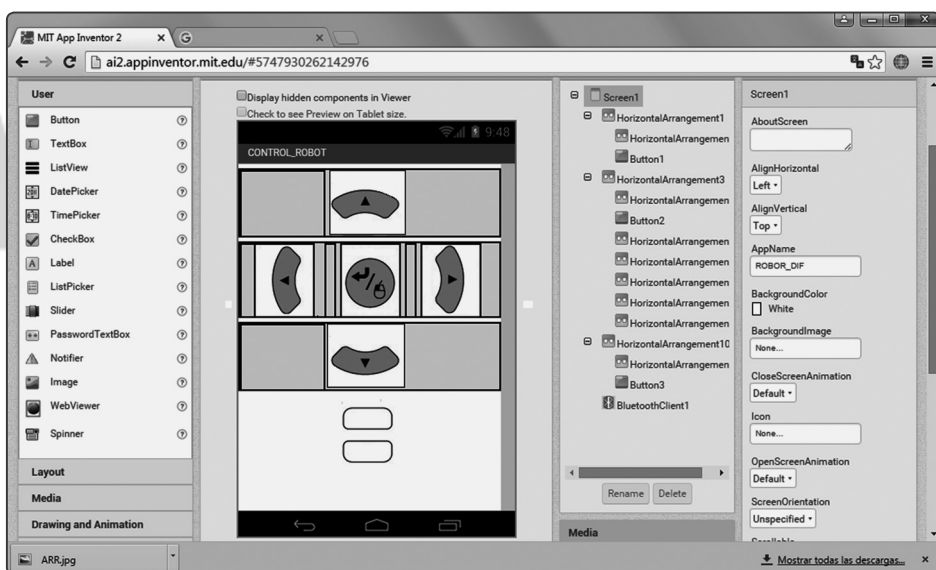 MIT App Inventor 2
G
ai2.appinventor.mit.edu/#5747930262142976
User
Button
TextBox
ListView
DatePicker
TimePicker
CheckBox
Label
ListPicker
Slider
PasswordTextBox
Notifier
Image
WebViewer
Spinner
Layout
Media
Drawing and Animation
Display hidden components in Viewer
Check to see Preview on Tablet size.
9:48
CONTROL_ROBOT
Screen1
HorizontalArrangement1
HorizontalArrangemen
Button1
HorizontalArrangement3
HorizontalArrangemen
Button2
HorizontalArrangemen
HorizontalArrangemen
HorizontalArrangemen
HorizontalArrangemen
HorizontalArrangemen
HorizontalArrangement10
HorizontalArrangemen
Button3
BluetoothClient1
Rename Delete
Media
Screen1
AboutScreen
AlignHorizontal
Left
AlignVertical
Top
AppName
ROBOR_DIF
BackgroundColor
White
BackgroundImage
None...
CloseScreenAnimation
Default
Icon
None...
OpenScreenAnimation
Default
ScreenOrientation
Unspecified
ARR.jpg
Mostrar todas las descargas...